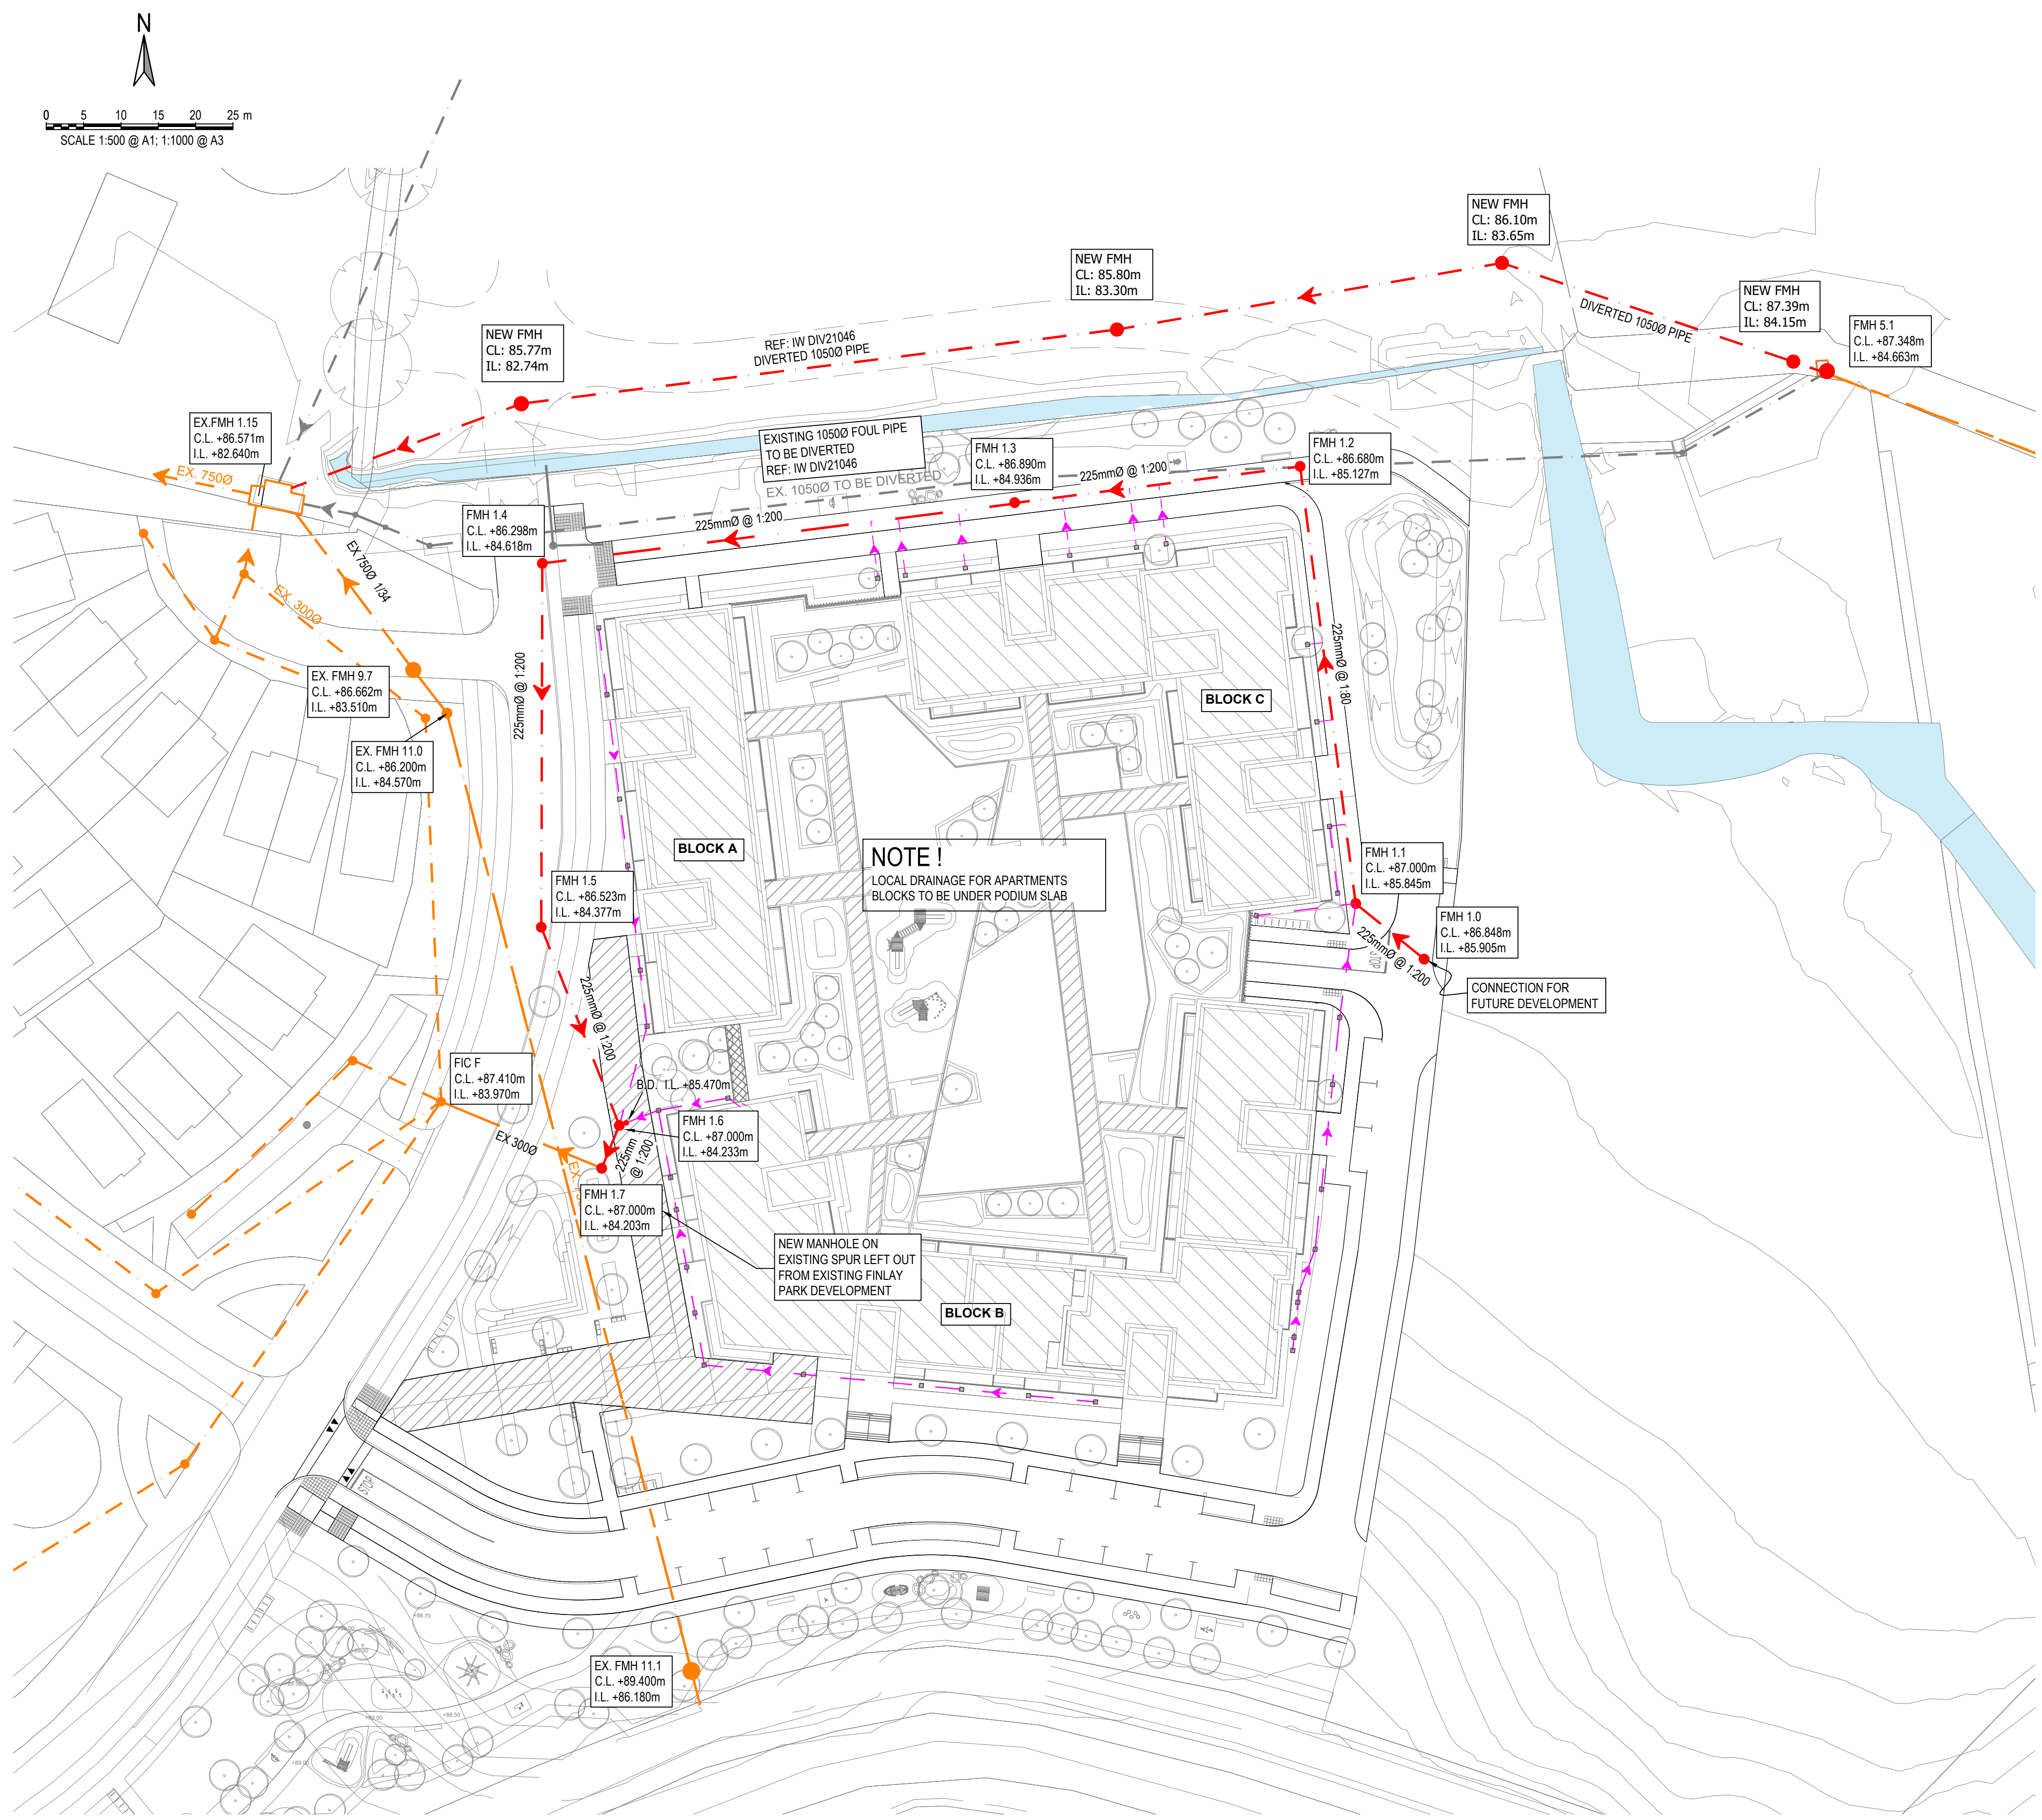 N
0 5 10 15 20 25 m
SCALE 1:500 @ A1; 1:1000 @ A3
NEW FMH
CL: 86.10m
IL: 83.65m
NEW FMH
CL: 85.80m
IL: 83.30m
DIVERTED 1050Ø PIPE
NEW FMH
CL: 87.39m
IL: 84.15m
FMH 5.1
C.L. +87.348m
I.L. +84.663m
NEW FMH
CL: 85.77m
IL: 82.74m
REF: IW DIV21046
DIVERTED 1050Ø PIPE
EX.FMH 1.15
C.L. +86.571m
I.L. +82.640m
EX. 750Ø
EXISTING 1050Ø FOUL PIPE
TO BE DIVERTED
REF: IW DIV21046
EX. 1050Ø TO BE DIVERTED
FMH 1.3
C.L. +86.890m
I.L. +84.936m
225mmØ @ 1:200
FMH 1.2
C.L. +86.680m
I.L. +85.127m
FMH 1.4
C.L. +86.298m
I.L. +84.618m
225mmØ @ 1:200
EX 750Ø 1/34
EX. 300Ø
225mmØ @ 1:200
225mmØ @ 1:80
EX. FMH 9.7
C.L. +86.662m
I.L. +83.510m
BLOCK C
EX. FMH 11.0
C.L. +86.200m
I.L. +84.570m
BLOCK A
NOTE !
LOCAL DRAINAGE FOR APARTMENTS
BLOCKS TO BE UNDER PODIUM SLAB
FMH 1.1
C.L. +87.000m
I.L. +85.845m
FMH 1.5
C.L. +86.523m
I.L. +84.377m
FMH 1.0
C.L. +86.848m
I.L. +85.905m
225mmØ @ 1:200
STOP
CONNECTION FOR
FUTURE DEVELOPMENT
225mmØ @ 1:200
FIC F
C.L. +87.410m
I.L. +83.970m
B.D. I.L. +85.470m
EX 300Ø
225mm
@ 1:200
FMH 1.6
C.L. +87.000m
I.L. +84.233m
FMH 1.7
C.L. +87.000m
I.L. +84.203m
NEW MANHOLE ON
EXISTING SPUR LEFT OUT
FROM EXISTING FINLAY
PARK DEVELOPMENT
BLOCK B
STOP
+88.70
EX. FMH 11.1
C.L. +89.400m
I.L. +86.180m
+88.50
+89.00
+89.00